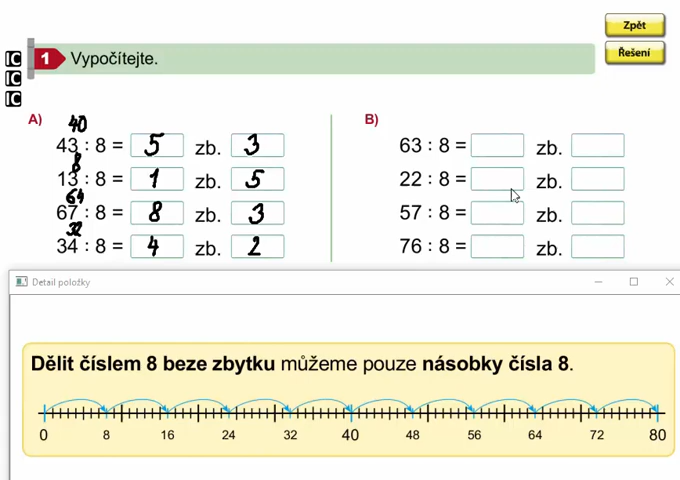 Zpět
Řešení
1 Vypočítejte.
A)
40
43 : 8 = 5 zb. 3
8
13 : 8 = 1 zb. 5
64
67 : 8 = 8 zb. 3
32
34 : 8 = 4 zb. 2
B)
63 : 8 = zb.
22 : 8 = zb.
57 : 8 = zb.
76 : 8 = zb.
Detail položky
Dělit číslem 8 beze zbytku můžeme pouze násobky čísla 8.
0 8 16 24 32 40 48 56 64 72 80